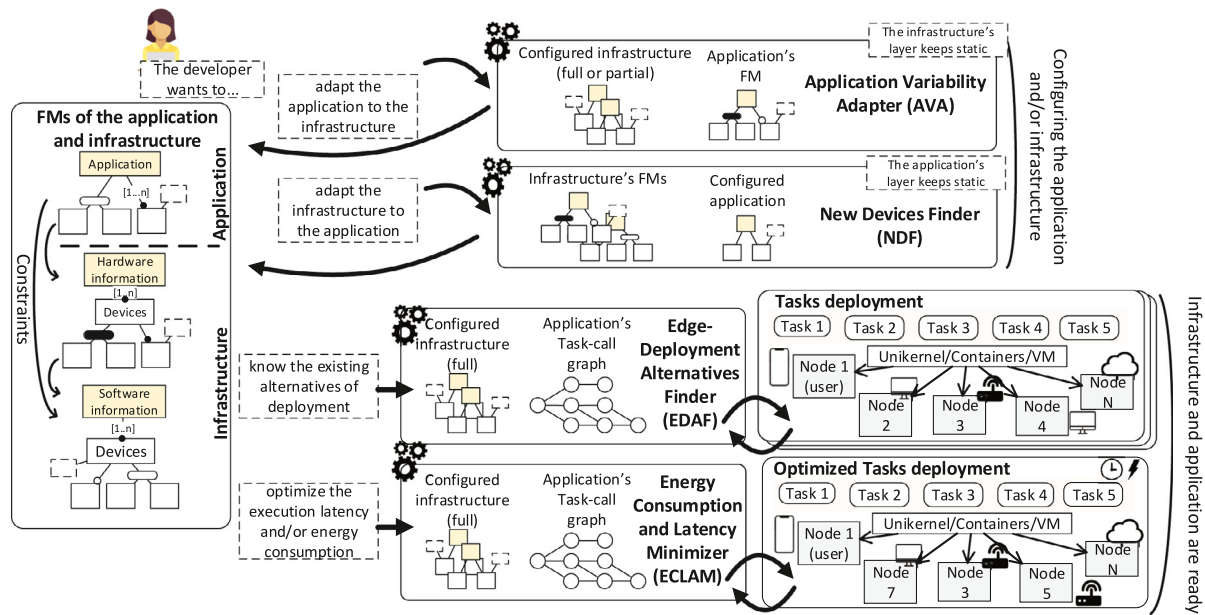 The developer
wants to...
FMs of the application
and infrastructure
Application
[1...n]
Application
Constraints
Hardware
information
[1..n]
Devices
Infrastructure
Software
information
[1..n]
Devices
adapt the
application to the
infrastructure
Configured infrastructure
(full or partial)
Application's
FM
The infrastructure's
layer keeps static
Application Variability
Adapter (AVA)
adapt the
infrastructure to
the application
Infrastructure's FMs
Configured
application
The application's
layer keeps static
New Devices Finder
(NDF)
Configuring the application
and/or infrastructure
know the existing
alternatives of
deployment
Configured
infrastructure
(full)
Application's
Task-call
graph
Edge-
Deployment
Alternatives
Finder
(EDAF)
Tasks deployment
Task 1
Task 2
Task 3
Task 4
Task 5
Unikernel/Containers/VM
Node 1
(user)
Node
2
Node
3
Node
4
Node
N
optimize the
execution latency
and/or energy
consumption
Configured
infrastructure
(full)
Application's
Task-call
graph
Energy
Consumption
and Latency
Minimizer
(ECLAM)
Optimized Tasks deployment
Task 1
Task 2
Task 3
Task 4
Task 5
Unikernel/Containers/VM
Node 1
(user)
Node
7
Node
3
Node
5
Node
N
Infrastructure and application are ready